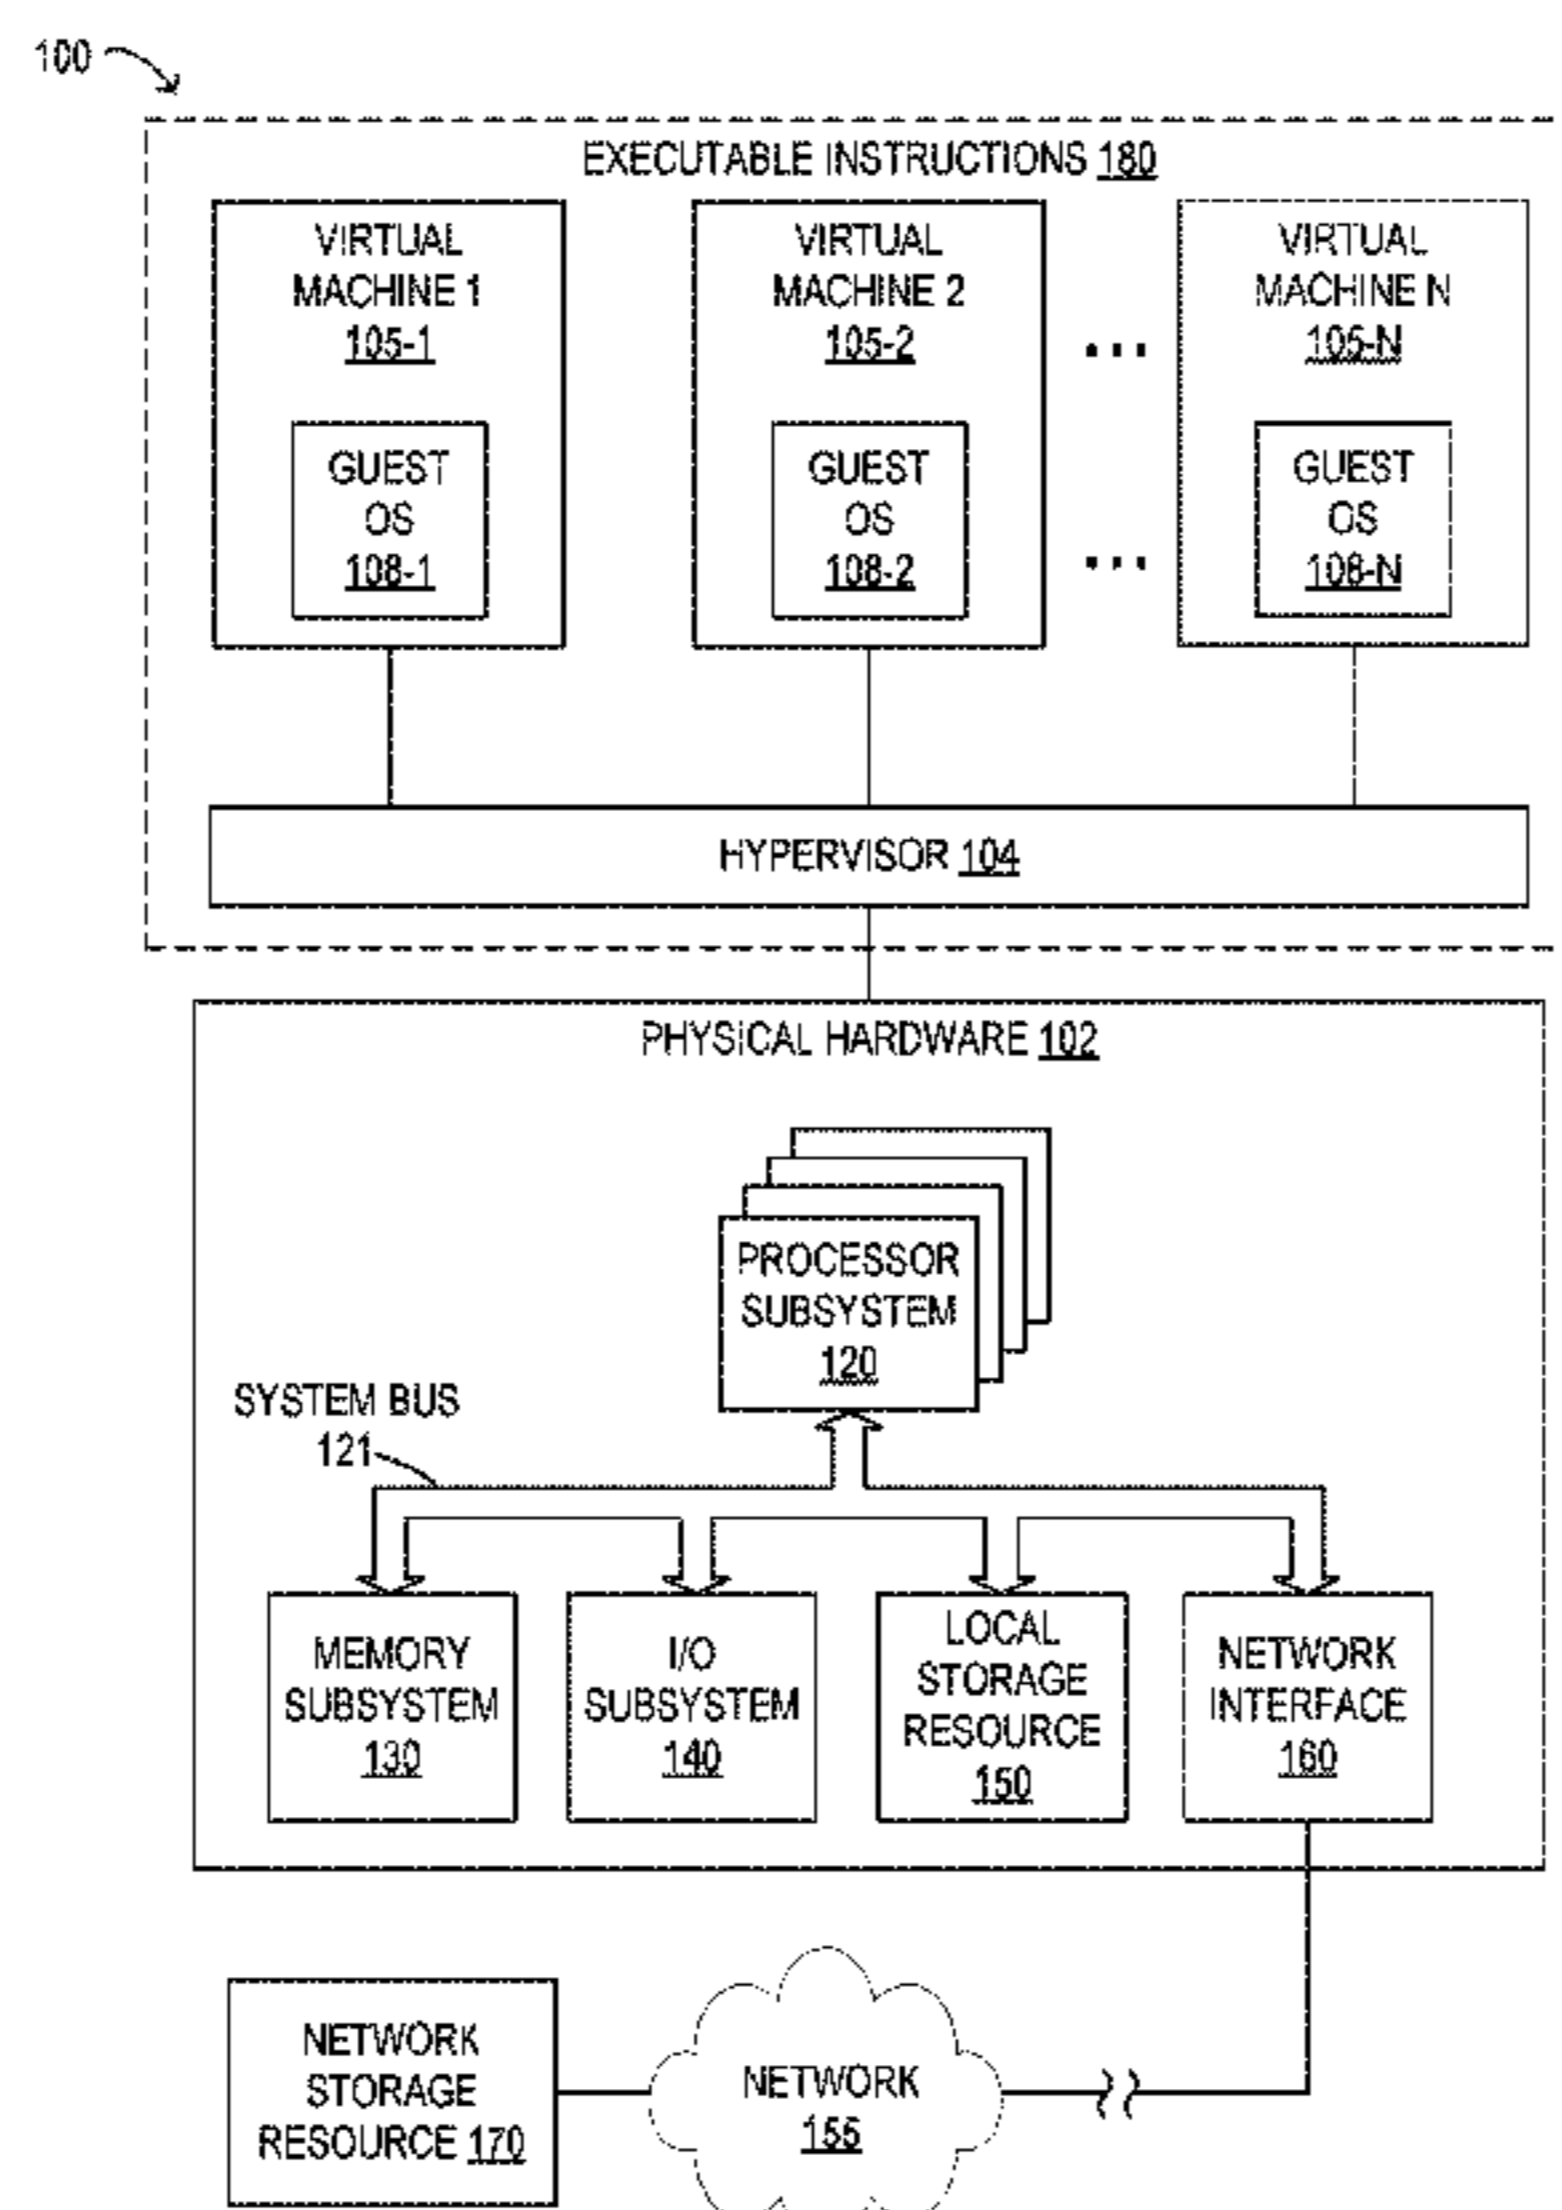 100
EXECUTABLE INSTRUCTIONS 180
VIRTUAL
MACHINE 1
105-1
GUEST
OS
108-1
VIRTUAL
MACHINE 2
105-2
GUEST
OS
108-2
...
...
VIRTUAL
MACHINE N
105-N
GUEST
OS
108-N
HYPERVISOR 104
PHYSICAL HARDWARE 102
PROCESSOR
SUBSYSTEM
120
SYSTEM BUS
121
MEMORY
SUBSYSTEM
130
I/O
SUBSYSTEM
140
LOCAL
STORAGE
RESOURCE
150
NETWORK
INTERFACE
160
NETWORK
STORAGE
RESOURCE 170
NETWORK
155